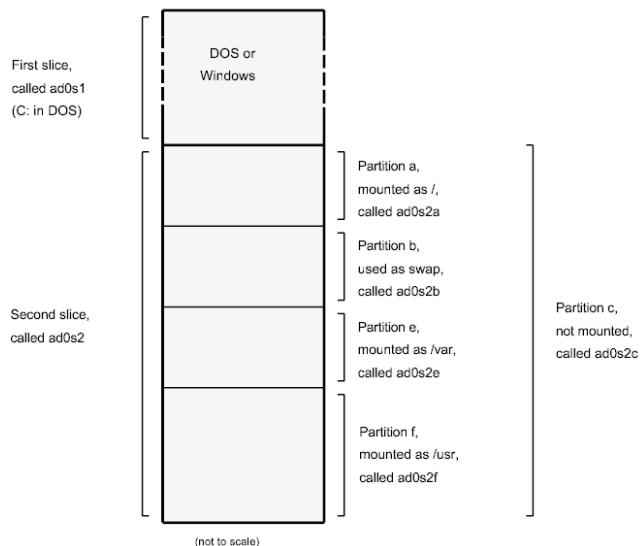 DOS or
Windows
First slice,
called ad0s1
(C: in DOS)
Partition a,
mounted as /,
called ad0s2a
Partition b,
used as swap,
called ad0s2b
Second slice,
called ad0s2
Partition c,
not mounted,
called ad0s2c
Partition e,
mounted as /var,
called ad0s2e
Partition f,
mounted as /usr,
called ad0s2f
(not to scale)